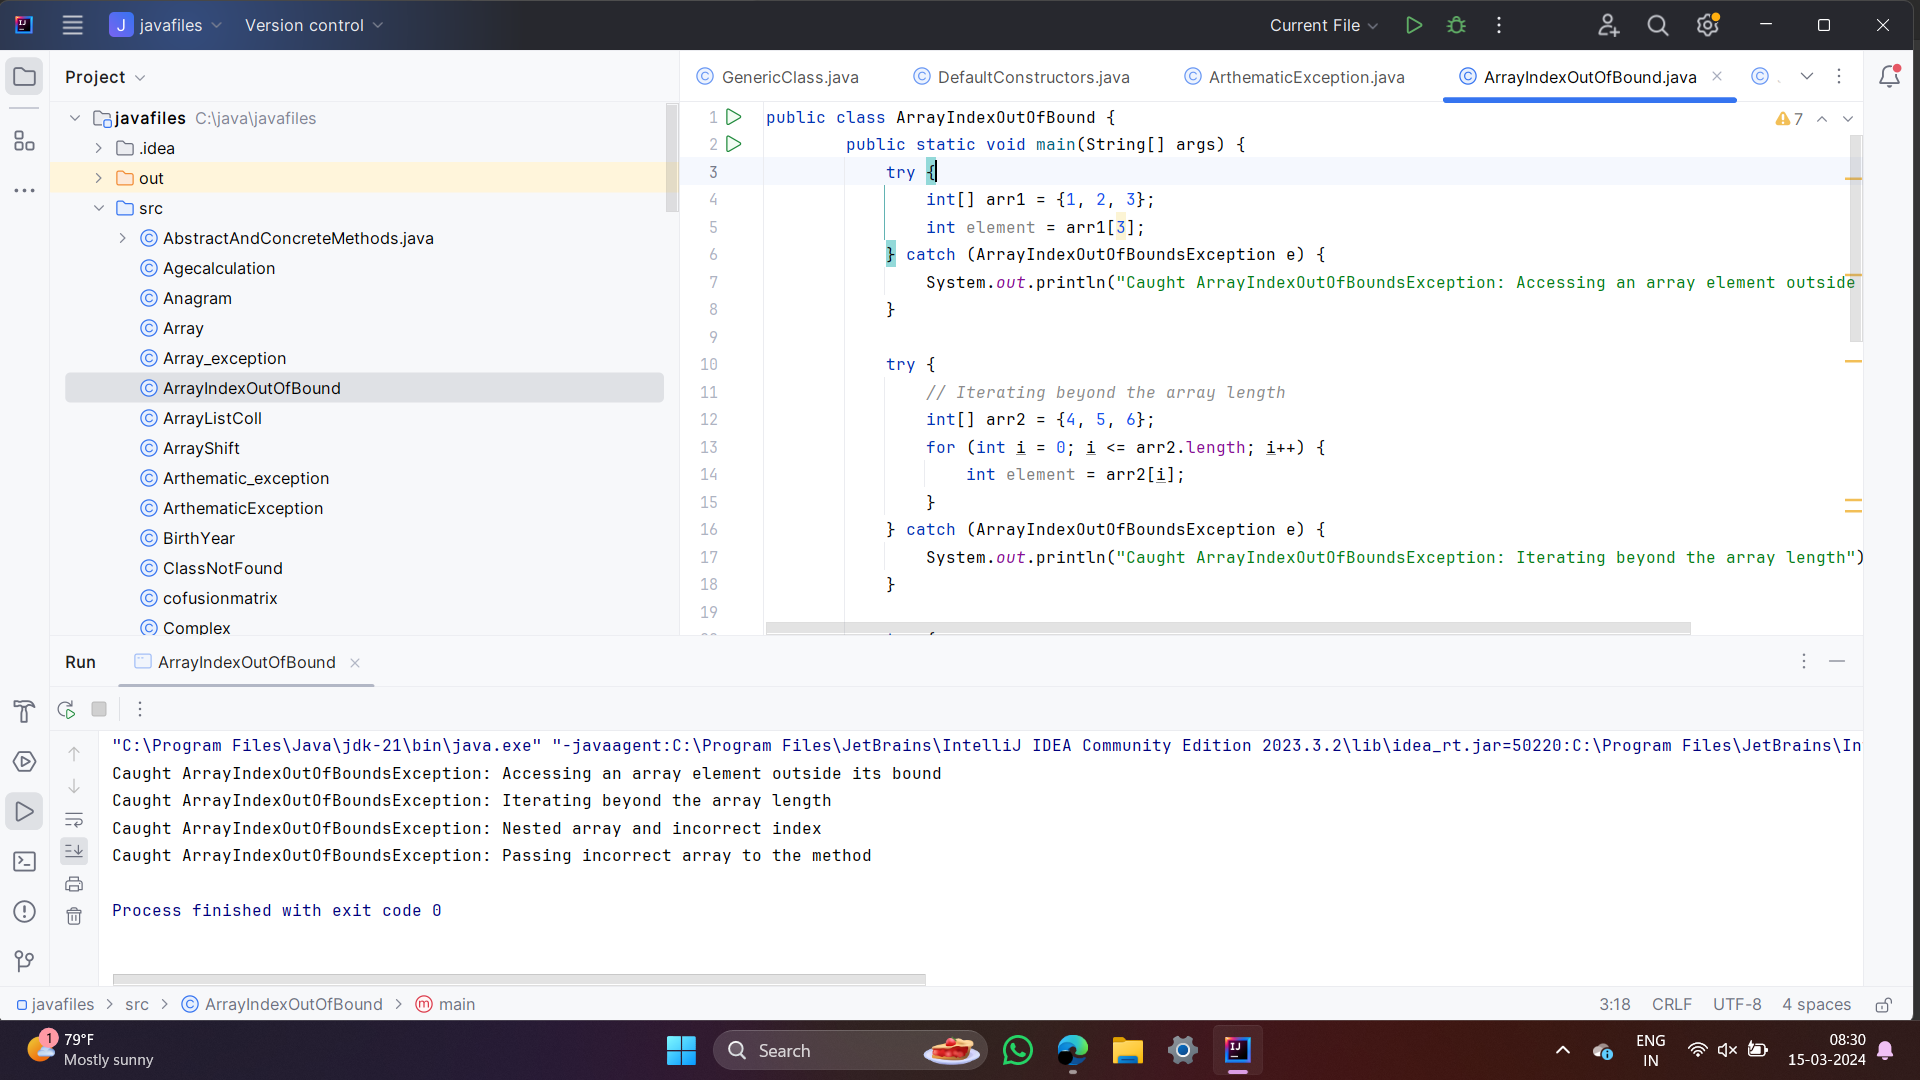 javafiles
Version control
Current File
Project
GenericClass.java
DefaultConstructors.java
ArthematicException.java
ArrayIndexOutOfBound.java
javafiles C:\java\javafiles
.idea
out
src
AbstractAndConcreteMethods.java
Agecalculation
Anagram
Array
Array_exception
ArrayIndexOutOfBound
ArrayListColl
ArrayShift
Arthematic_exception
ArthematicException
BirthYear
ClassNotFound
cofusionmatrix
Complex
7
1 public class ArrayIndexOutOfBound {
2 public static void main(String[] args) {
3 try {
4 int[] arr1 = {1, 2, 3};
5 int element = arr1[3];
6 } catch (ArrayIndexOutOfBoundsException e) {
7 System.out.println("Caught ArrayIndexOutOfBoundsException: Accessing an array element outside
8 }
9
10 try {
11 // Iterating beyond the array length
12 int[] arr2 = {4, 5, 6};
13 for (int i = 0; i <= arr2.length; i++) {
14 int element = arr2[i];
15 }
16 } catch (ArrayIndexOutOfBoundsException e) {
17 System.out.println("Caught ArrayIndexOutOfBoundsException: Iterating beyond the array length")
18 }
19
Run
ArrayIndexOutOfBound
"C:\Program Files\Java\jdk-21\bin\java.exe" "-javaagent:C:\Program Files\JetBrains\IntelliJ IDEA Community Edition 2023.3.2\lib\idea_rt.jar=50220:C:\Program Files\JetBrains\In
Caught ArrayIndexOutOfBoundsException: Accessing an array element outside its bound
Caught ArrayIndexOutOfBoundsException: Iterating beyond the array length
Caught ArrayIndexOutOfBoundsException: Nested array and incorrect index
Caught ArrayIndexOutOfBoundsException: Passing incorrect array to the method
Process finished with exit code 0
javafiles > src > ArrayIndexOutOfBound > main
3:18 CRLF UTF-8 4 spaces
1
79°F
Mostly sunny
Search
ENG
IN
08:30
15-03-2024